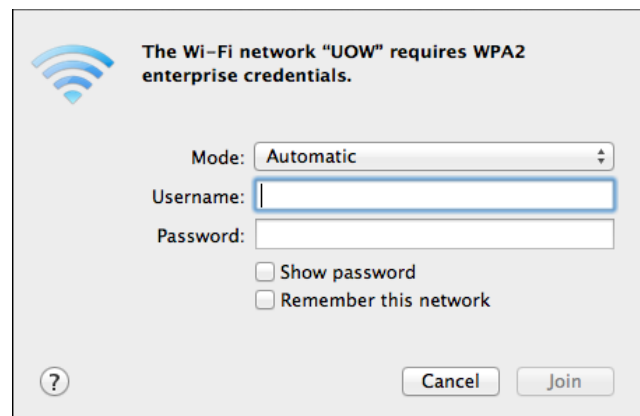 The Wi-Fi network “UOW” requires WPA2
enterprise credentials.
Mode: Automatic
Username:
Password:
Show password
Remember this network
? Cancel Join